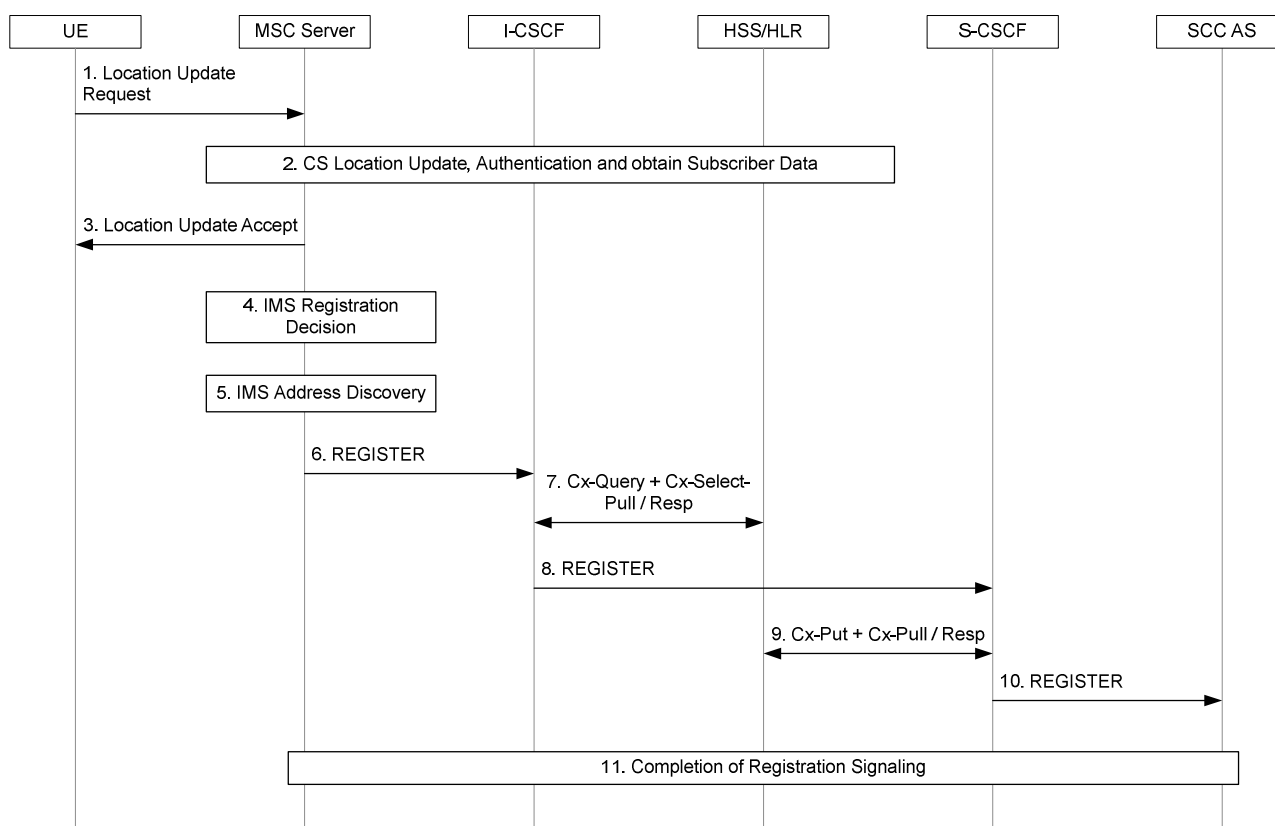 UE
MSC Server
I-CSCF
HSS/HLR
S-CSCF
SCC AS
1. Location Update
Request
2. CS Location Update, Authentication and obtain Subscriber Data
3. Location Update Accept
4. IMS Registration
Decision
5. IMS Address Discovery
6. REGISTER
7. Cx-Query + Cx-Select-
Pull / Resp
8. REGISTER
9. Cx-Put + Cx-Pull / Resp
10. REGISTER
11. Completion of Registration Signaling